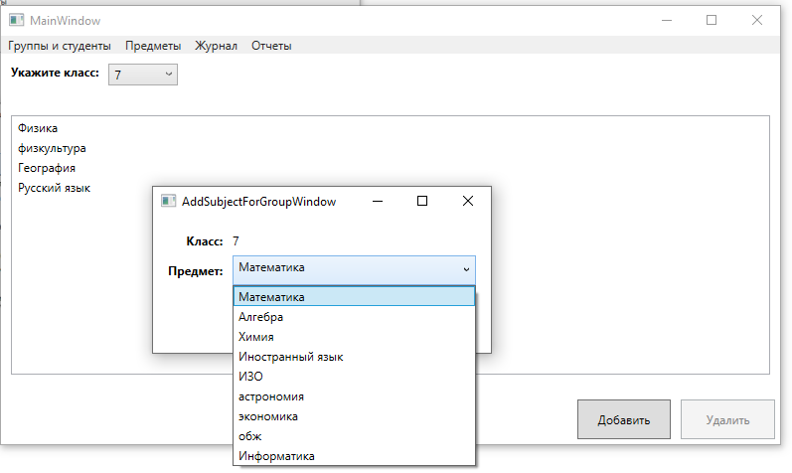 MainWindow
Группы и студенты Предметы Журнал Отчеты
Укажите класс: 7
Физика
физкультура
География
Русский язык
AddSubjectForGroupWindow
Класс: 7
Предмет: Математика
Математика
Алгебра
Химия
Иностранный язык
ИЗО
астрономия
экономика
обж
Информатика
Добавить Удалить